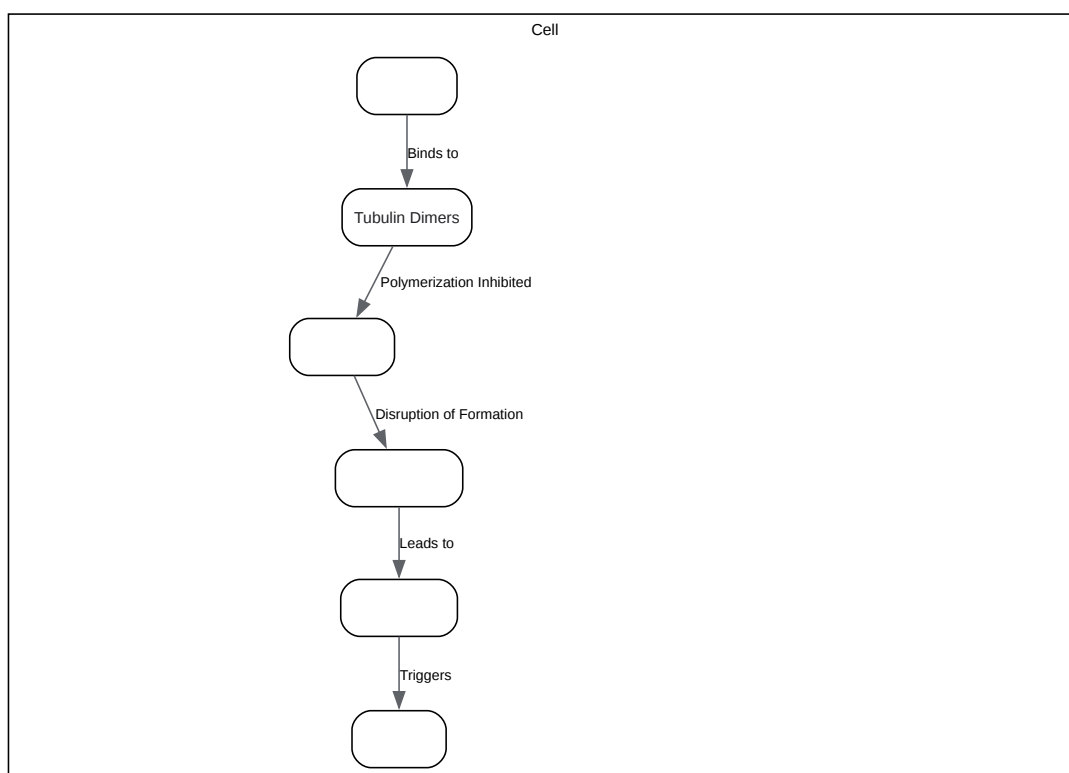 Cell
Binds to
Tubulin Dimers
Polymerization Inhibited
Disruption of Formation
Leads to
Triggers